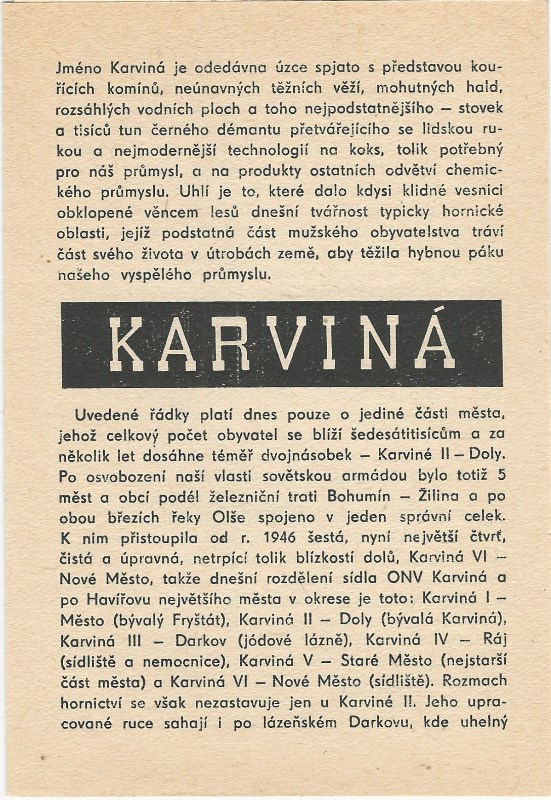 Jméno Karviná je odedávna úzce spjato s představou kou-
řících komínů, neúnavných těžních věží, mohutných hald,
rozsáhlých vodních ploch a toho nejpodstatnějšího – stovek
a tisíců tun černého démantu přetvářejícího se lidskou ru-
kou a nejmodernější technologií na koks, tolik potřebný
pro náš průmysl, a na produkty ostatních odvětví chemic-
kého průmyslu. Uhlí je to, které dalo kdysi klidné vesnici
obklopené věncem lesů dnešní tvářnost typicky hornické
oblasti, jejíž podstatná část mužského obyvatelstva tráví
část svého života v útrobách země, aby těžila hybnou páku
našeho vyspělého průmyslu.
KARVINÁ
Uvedené řádky platí dnes pouze o jediné části města,
jehož celkový počet obyvatel se blíží šedesátitisícům a za
několik let dosáhne téměř dvojnásobek – Karviné II – Doly.
Po osvobození naší vlasti sovětskou armádou bylo totiž 5
měst a obcí podél železniční trati Bohumín – Žilina a po
obou březích řeky Olše spojeno v jeden správní celek.
K nim přistoupila od r. 1946 šestá, nyní největší čtvrť,
čistá a úpravná, netrpící tolik blízkostí dolů, Karviná VI –
Nové Město, takže dnešní rozdělení sídla ONV Karviná a
po Havířovu největšího města v okrese je toto: Karviná I –
Město (bývalý Fryštát), Karviná II – Doly (bývalá Karviná),
Karviná III – Darkov (jódové lázně), Karviná IV – Ráj
(sídliště a nemocnice), Karviná V – Staré Město (nejstarší
část města) a Karviná VI – Nové Město (sídliště). Rozmach
hornictví se však nezastavuje jen u Karviné II. Jeho upra-
cované ruce sahají i po lázeňském Darkovu, kde uhelný